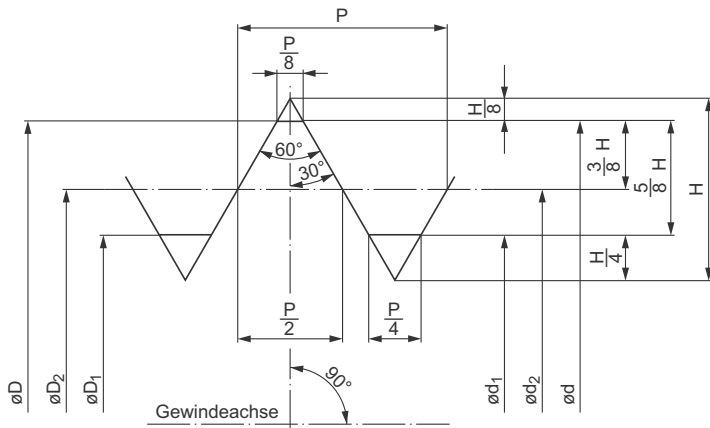 P
P/8
H/8
60°
30°
3/8 H
5/8 H
H
H/4
P/2
P/4
øD
øD₂
øD₁
ød₁
ød₂
ød
90°
Gewindeachse